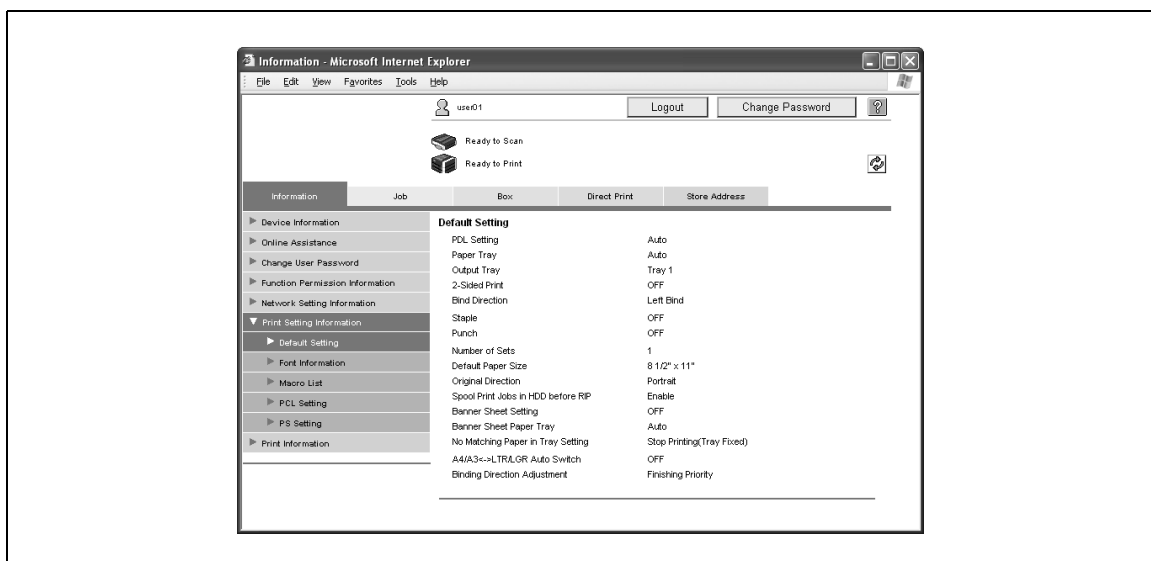 Information - Microsoft Internet Explorer
File Edit View Favorites Tools Help
user01 Logout Change Password ?
Ready to Scan
Ready to Print
Information Job Box Direct Print Store Address
Device Information
Online Assistance
Change User Password
Function Permission Information
Network Setting Information
Print Setting Information
Default Setting
Font Information
Macro List
PCL Setting
PS Setting
Print Information
Default Setting
PDL Setting Auto
Paper Tray Auto
Output Tray Tray 1
2-Sided Print OFF
Bind Direction Left Bind
Staple OFF
Punch OFF
Number of Sets 1
Default Paper Size 8 1/2" x 11"
Original Direction Portrait
Spool Print Jobs in HDD before RIP Enable
Banner Sheet Setting OFF
Banner Sheet Paper Tray Auto
No Matching Paper in Tray Setting Stop Printing(Tray Fixed)
A4/A3<->LTR/LGR Auto Switch OFF
Binding Direction Adjustment Finishing Priority